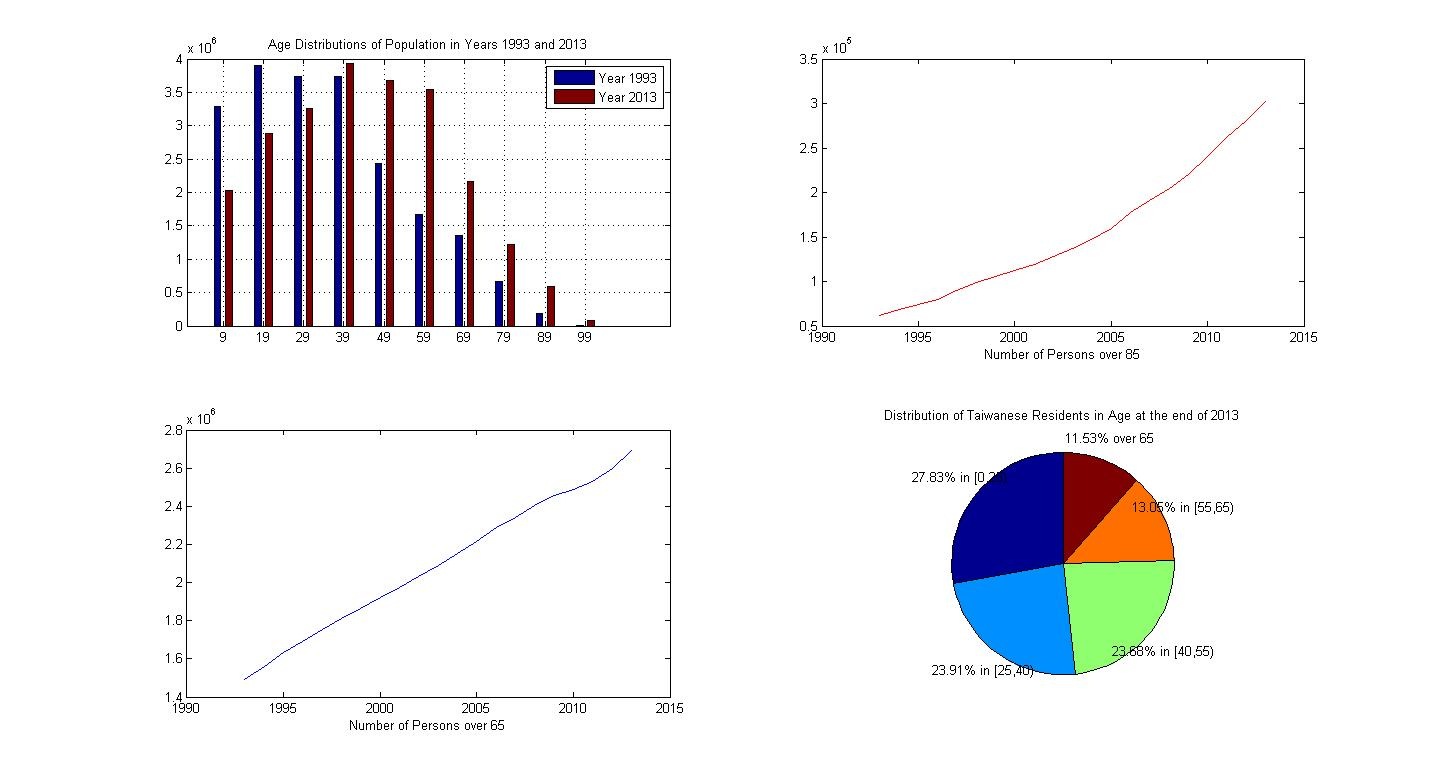 Age Distributions of Population in Years 1993 and 2013
x 10^6
4
3.5
3
2.5
2
1.5
1
0.5
0
9 19 29 39 49 59 69 79 89 99
Year 1993
Year 2013
x 10^5
3.5
3
2.5
2
1.5
1
0.5
1990 1995 2000 2005 2010 2015
Number of Persons over 85
x 10^6
2.8
2.6
2.4
2.2
2
1.8
1.6
1.4
1990 1995 2000 2005 2010 2015
Number of Persons over 65
Distribution of Taiwanese Residents in Age at the end of 2013
11.53% over 65
27.83% in [0,
13.05% in [55,65)
23.68% in [40,55)
23.91% in [25,40)